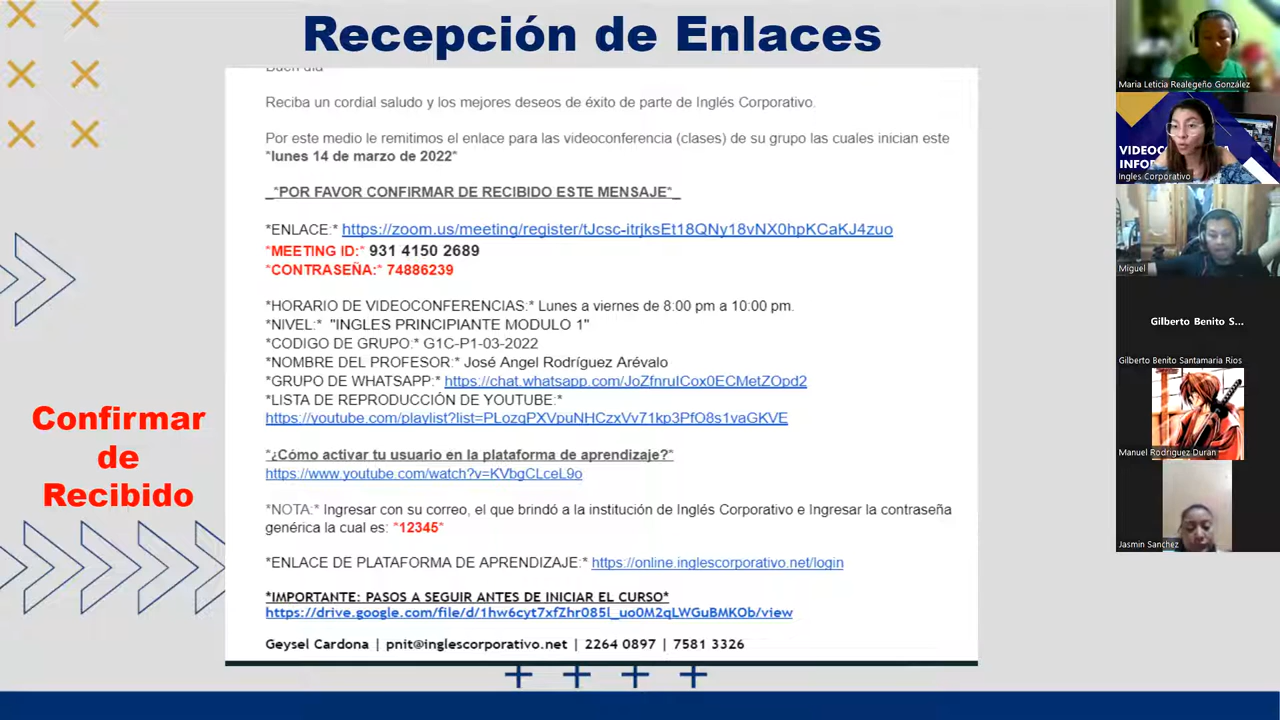 Recepción de Enlaces
Buen día
Reciba un cordial saludo y los mejores deseos de éxito de parte de Inglés Corporativo.
Por este medio le remitimos el enlace para las videoconferencia (clases) de su grupo las cuales inician este
*lunes 14 de marzo de 2022*
_*POR FAVOR CONFIRMAR DE RECIBIDO ESTE MENSAJE*_
*ENLACE:* https://zoom.us/meeting/register/tJcsc-itrjksEt18QNy18vNX0hpKCaKJ4zuo
*MEETING ID:* 931 4150 2689
*CONTRASEÑA:* 74886239
*HORARIO DE VIDEOCONFERENCIAS:* Lunes a viernes de 8:00 pm a 10:00 pm.
*NIVEL:* "INGLES PRINCIPIANTE MODULO 1"
*CODIGO DE GRUPO:* G1C-P1-03-2022
*NOMBRE DEL PROFESOR:* José Angel Rodríguez Arévalo
*GRUPO DE WHATSAPP:* https://chat.whatsapp.com/JoZfnruICox0ECMetZOpd2
*LISTA DE REPRODUCCIÓN DE YOUTUBE:*
https://youtube.com/playlist?list=PLozqPXVpuNHCzxVv71kp3PfO8s1vaGKVE
*¿Cómo activar tu usuario en la plataforma de aprendizaje?*
https://www.youtube.com/watch?v=KVbgCLceL9o
*NOTA:* Ingresar con su correo, el que brindó a la institución de Inglés Corporativo e Ingresar la contraseña
genérica la cual es: *12345*
*ENLACE DE PLATAFORMA DE APRENDIZAJE:* https://online.inglescorporativo.net/login
*IMPORTANTE: PASOS A SEGUIR ANTES DE INICIAR EL CURSO*
https://drive.google.com/file/d/1hw6cyt7xfZhr085l_uo0M2qLWGuBMKOb/view
Geysel Cardona | pnit@inglescorporativo.net | 2264 0897 | 7581 3326
Confirmar
de
Recibido
Maria Leticia Realegeño González
Ingles Corporativo
Miguel
Gilberto Benito S...
Gilberto Benito Santamaria Rios
Manuel Rodriguez Duran
Jasmin Sanchez